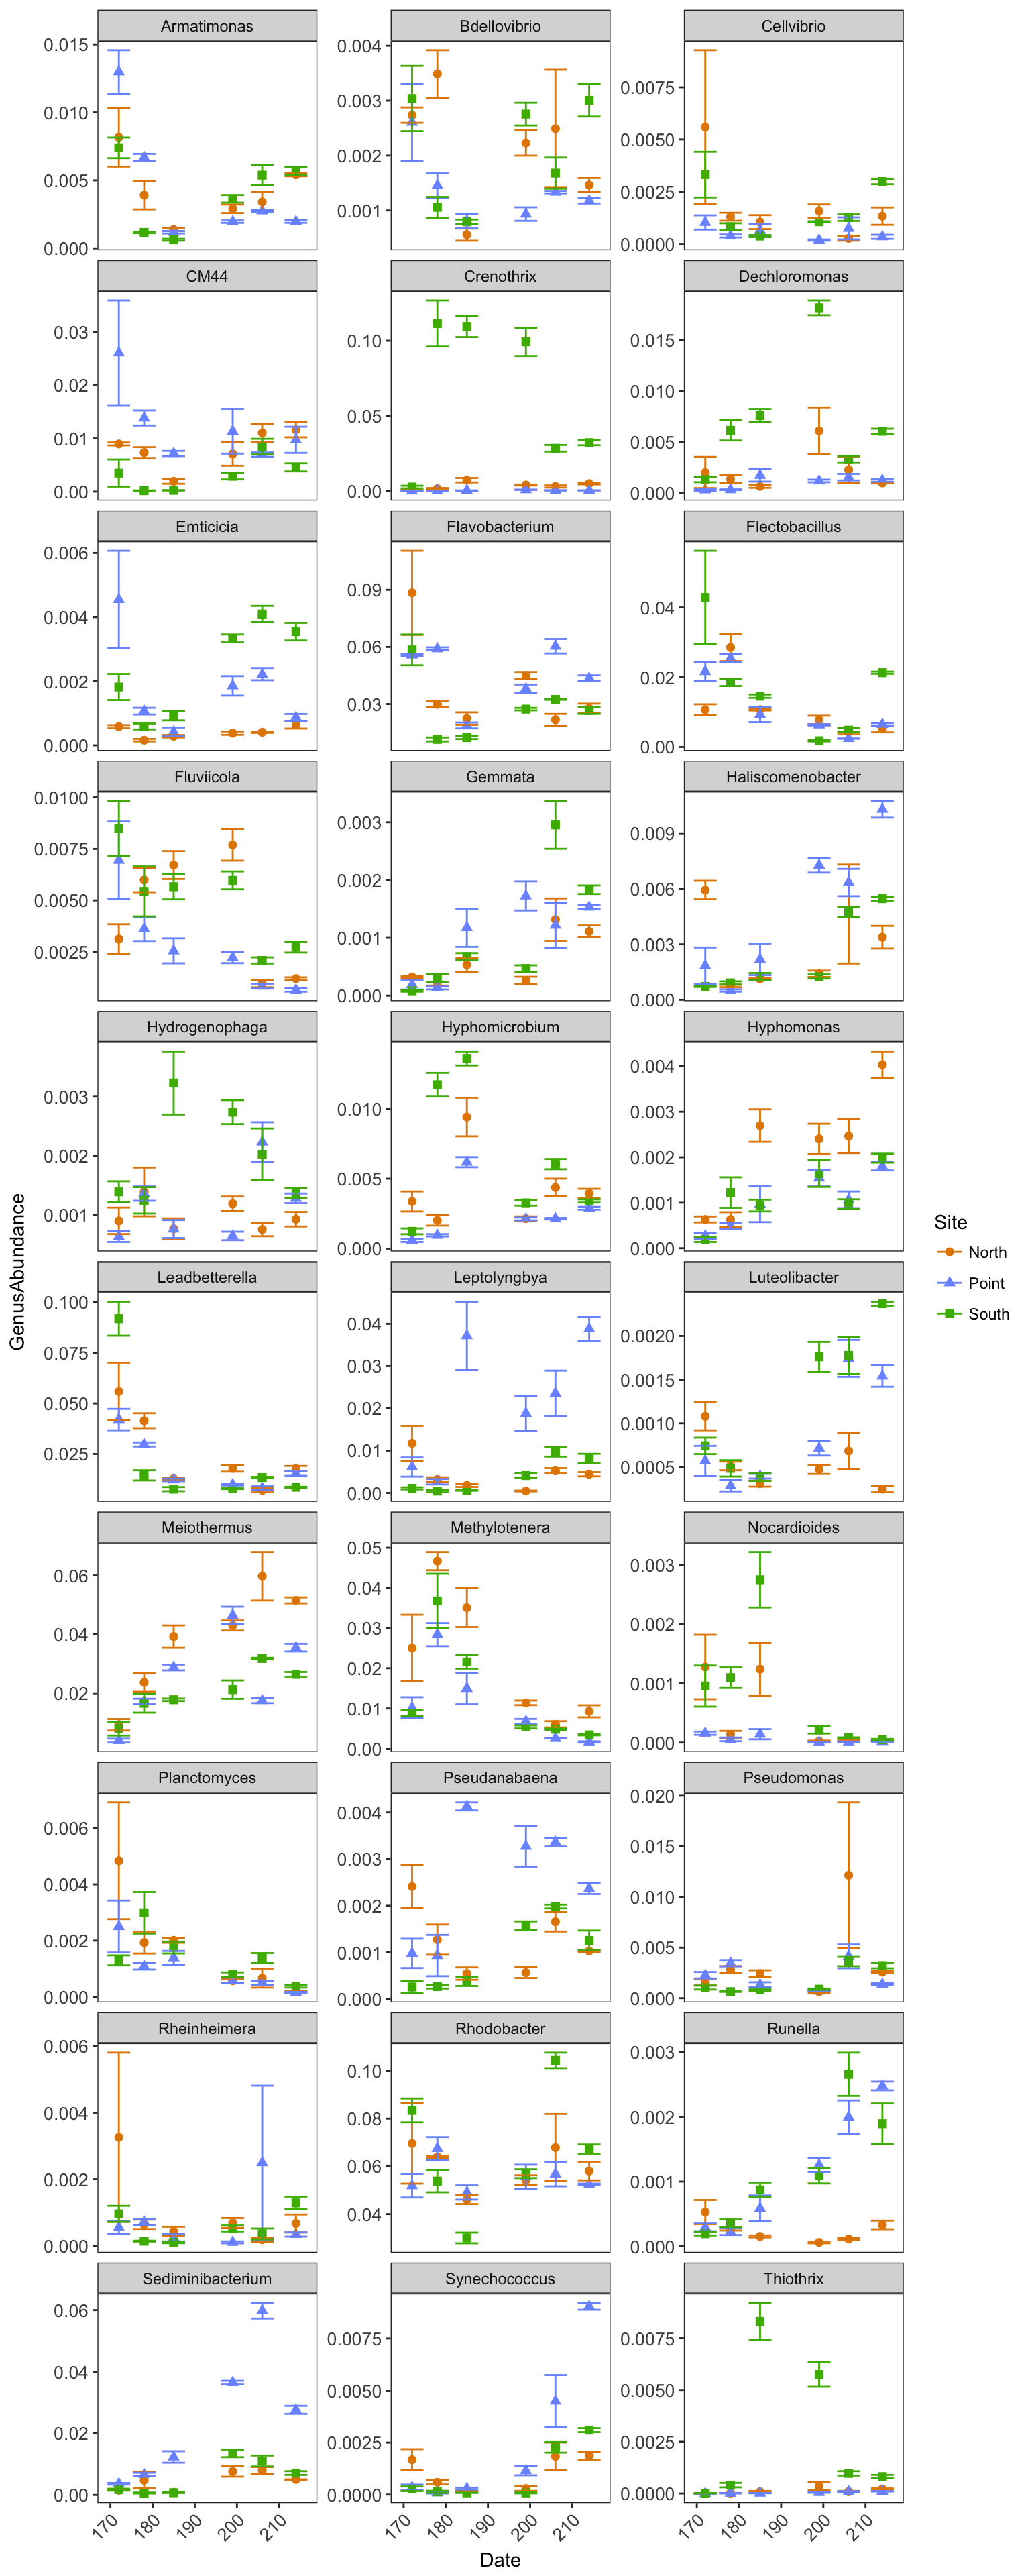 Armatimonas Bdellovibrio Cellvibrio
0.015 0.010 0.005 0.000
0.004 0.003 0.002 0.001
0.0075 0.0050 0.0025 0.0000
CM44 Crenothrix Dechloromonas
0.03 0.02 0.01 0.00
0.10 0.05 0.00
0.015 0.010 0.005 0.000
Emticicia Flavobacterium Flectobacillus
0.006 0.004 0.002 0.000
0.09 0.06 0.03
0.04 0.02 0.00
Fluviicola Gemmata Haliscomenobacter
0.0100 0.0075 0.0050 0.0025
0.003 0.002 0.001 0.000
0.009 0.006 0.003 0.000
Hydrogenophaga Hyphomicrobium Hyphomonas
0.003 0.002 0.001
0.010 0.005 0.000
0.004 0.003 0.002 0.001 0.000
Leadbetterella Leptolyngbya Luteolibacter
0.100 0.075 0.050 0.025
0.04 0.03 0.02 0.01 0.00
0.0020 0.0015 0.0010 0.0005
Meiothermus Methylotenera Nocardioides
0.06 0.04 0.02
0.05 0.04 0.03 0.02 0.01 0.00
0.003 0.002 0.001 0.000
Planctomyces Pseudanabaena Pseudomonas
0.006 0.004 0.002 0.000
0.004 0.003 0.002 0.001 0.000
0.020 0.015 0.010 0.005 0.000
Rheinheimera Rhodobacter Runella
0.006 0.004 0.002 0.000
0.10 0.08 0.06 0.04
0.003 0.002 0.001 0.000
Sediminibacterium Synechococcus Thiothrix
0.06 0.04 0.02 0.00
0.0075 0.0050 0.0025 0.0000
0.0075 0.0050 0.0025 0.0000
170 180 190 200 210
170 180 190 200 210
170 180 190 200 210
Date
GenusAbundance
Site
North
Point
South